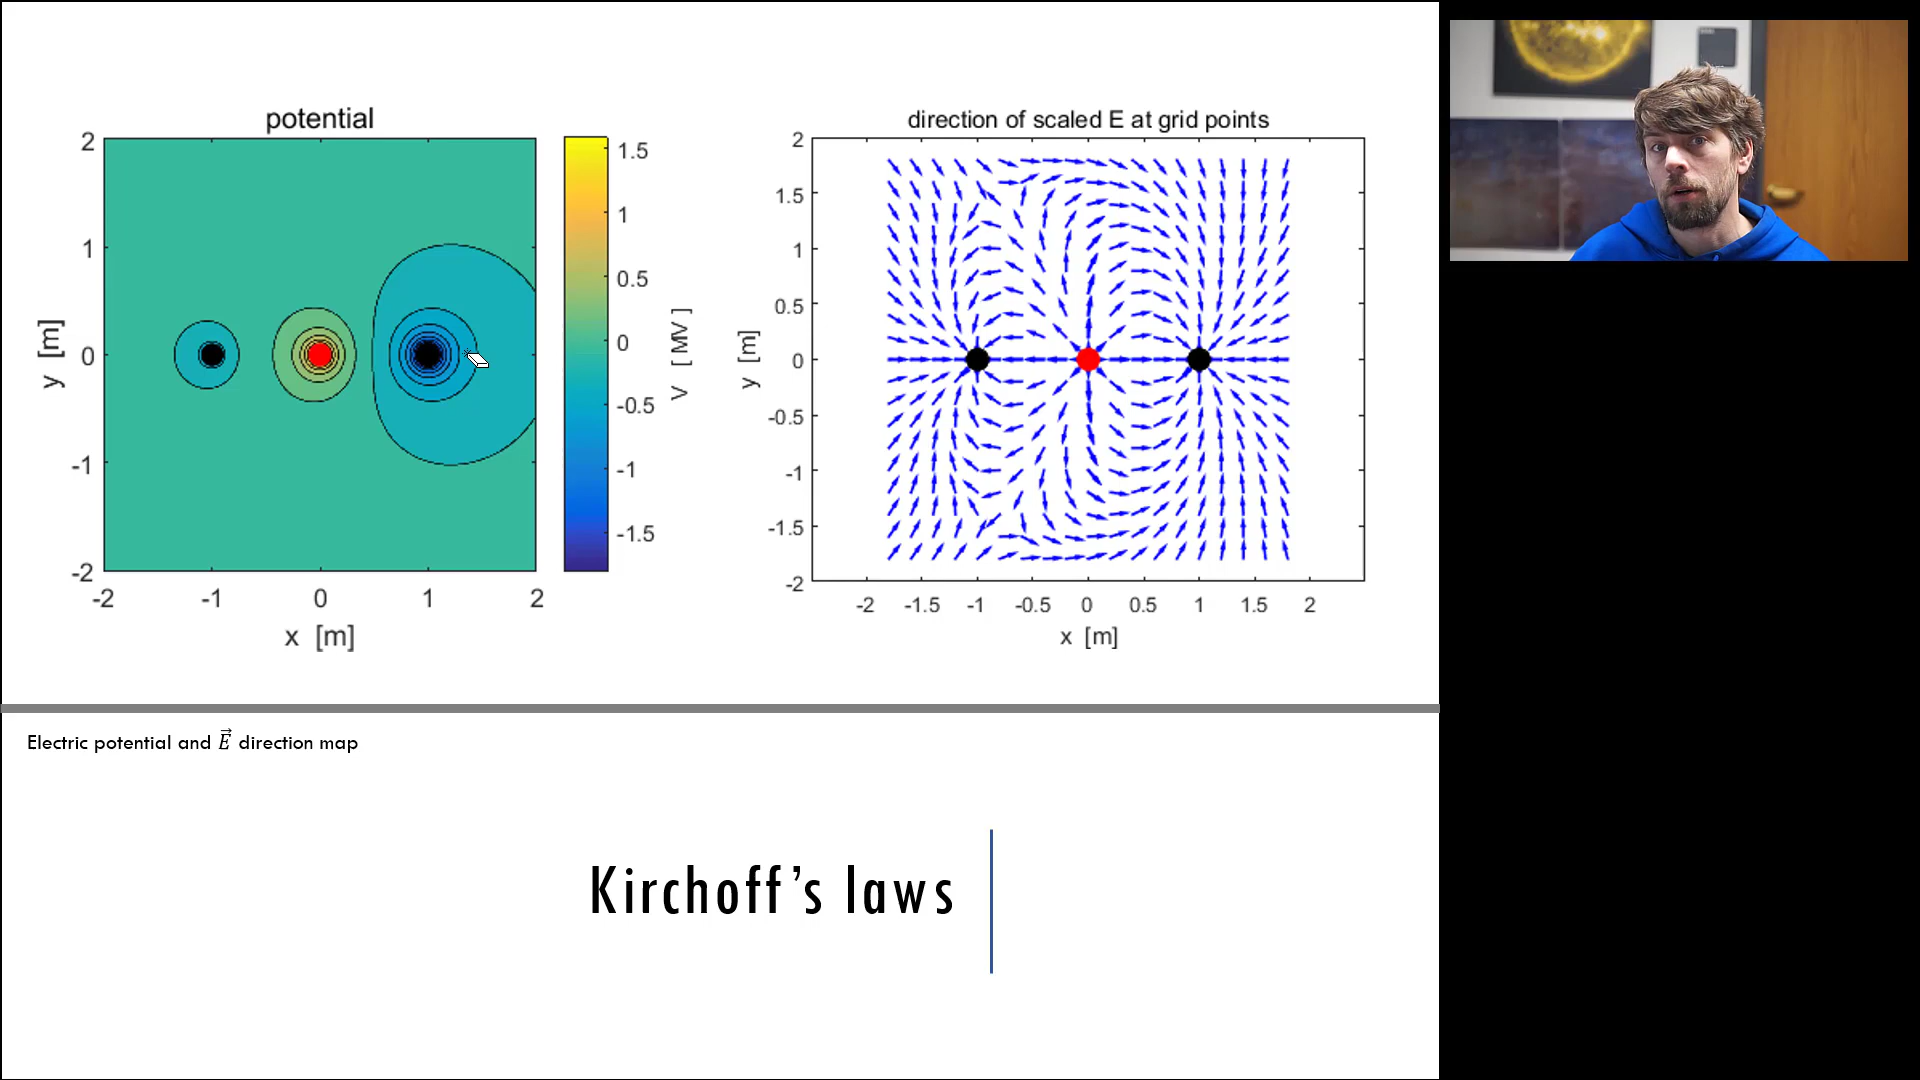 potential
2
1
0
-1
-2
y [m]
-2 -1 0 1 2
x [m]
1.5
1
0.5
0
-0.5
-1
-1.5
V [ MV ]
direction of scaled E at grid points
2
1.5
1
0.5
0
-0.5
-1
-1.5
-2
y [m]
-2 -1.5 -1 -0.5 0 0.5 1 1.5 2
x [m]
Electric potential and E⃗ direction map
Kirchoff’s laws